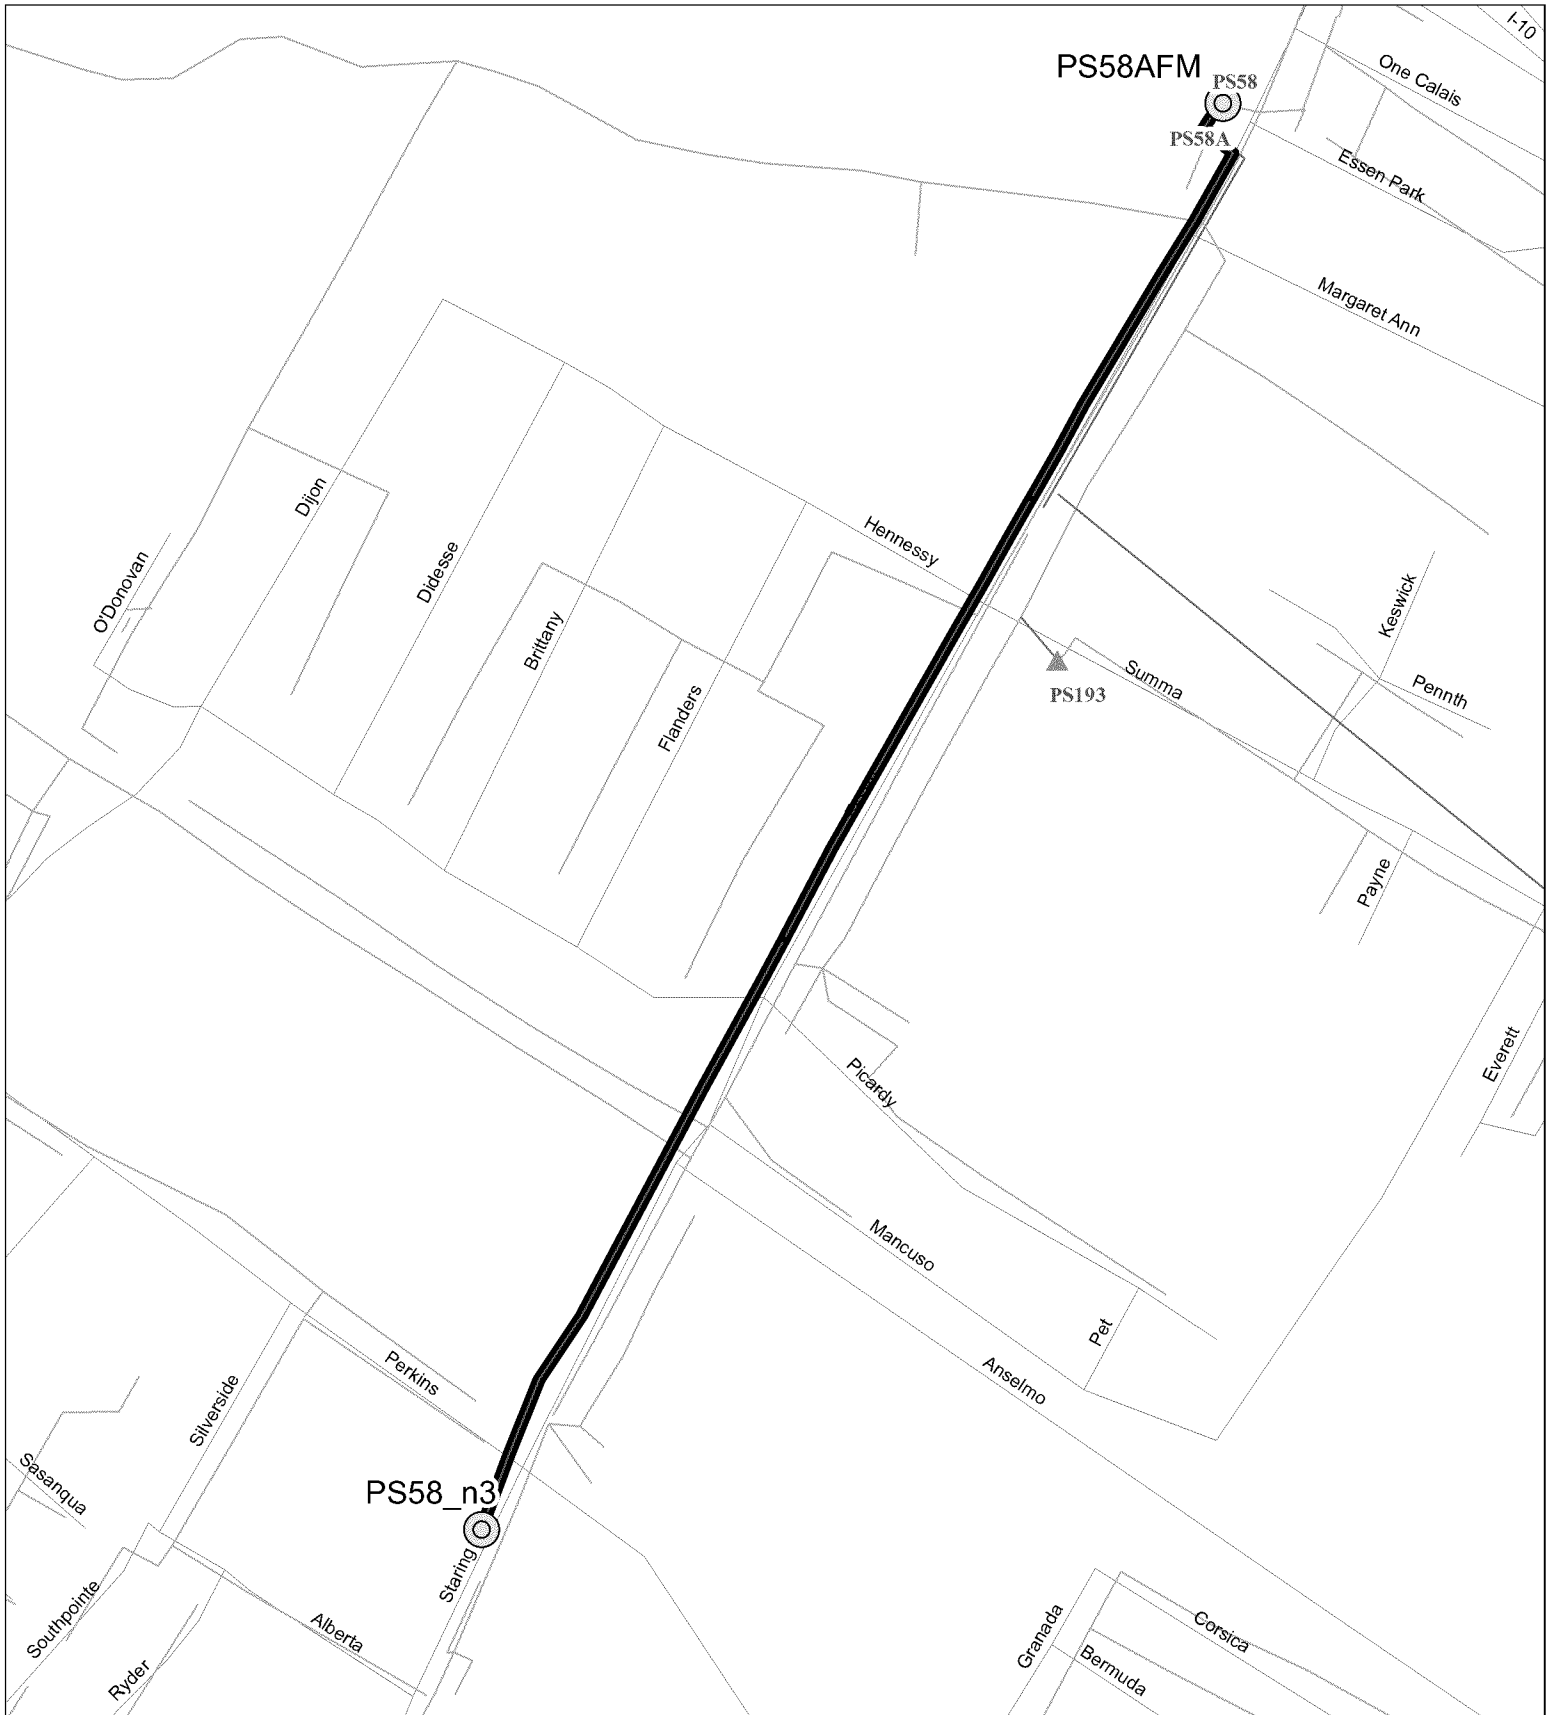 I-10
PS58AFM
PS58
One Calais
PS58A
Essen Park
Margaret Ann
Dijon
Hennessy
Didesse
O'Donovan
Keswick
Brittany
Summa
Pennth
PS193
Flanders
Payne
Everett
Picardy
Mancuso
Pet
Perkins
Anselmo
Silverside
Sasanqua
PS58_n3
Staring
Southpointe
Alberta
Ryder
Granada
Corsica
Bermuda